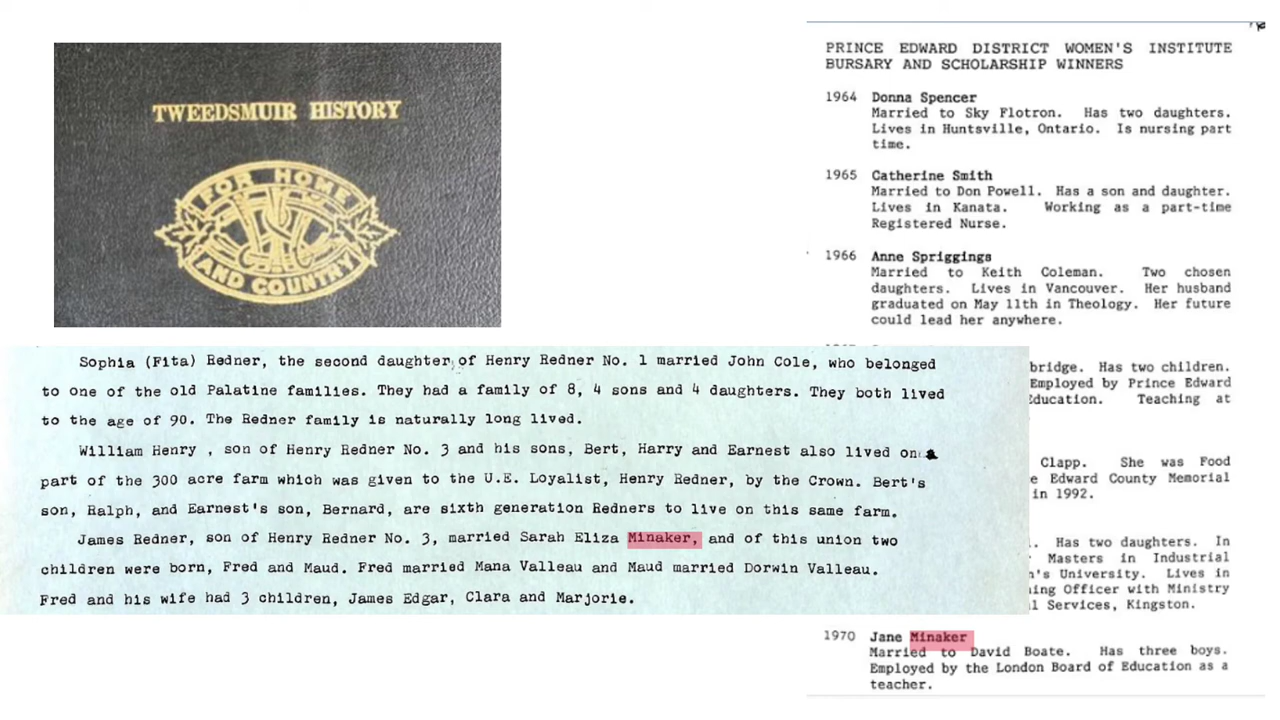 TWEEDSMUIR HISTORY
FOR HOME
AND COUNTRY
Sophia (Fita) Redner, the second daughter of Henry Redner No. 1 married John Cole, who belonged
to one of the old Palatine families. They had a family of 8, 4 sons and 4 daughters. They both lived
to the age of 90. The Redner family is naturally long lived.
William Henry , son of Henry Redner No. 3 and his sons, Bert, Harry and Earnest also lived on a
part of the 300 acre farm which was given to the U.E. Loyalist, Henry Redner, by the Crown. Bert's
son, Ralph, and Earnest's son, Bernard, are sixth generation Redners to live on this same farm.
James Redner, son of Henry Redner No. 3, married Sarah Eliza Minaker, and of this union two
children were born, Fred and Maud. Fred married Mana Valleau and Maud married Dorwin Valleau.
Fred and his wife had 3 children, James Edgar, Clara and Marjorie.
PRINCE EDWARD DISTRICT WOMEN'S INSTITUTE
BURSARY AND SCHOLARSHIP WINNERS
1964 Donna Spencer
Married to Sky Flotron. Has two daughters.
Lives in Huntsville, Ontario. Is nursing part
time.
1965 Catherine Smith
Married to Don Powell. Has a son and daughter.
Lives in Kanata. Working as a part-time
Registered Nurse.
1966 Anne Spriggings
Married to Keith Coleman. Two chosen
daughters. Lives in Vancouver. Her husband
graduated on May 11th in Theology. Her future
could lead her anywhere.
bridge. Has two children.
Employed by Prince Edward
Education. Teaching at
Clapp. She was Food
Edward County Memorial
in 1992.
Has two daughters. In
Masters in Industrial
University. Lives in
Officer with Ministry
Services, Kingston.
1970 Jane Minaker
Married to David Boate. Has three boys.
Employed by the London Board of Education as a
teacher.